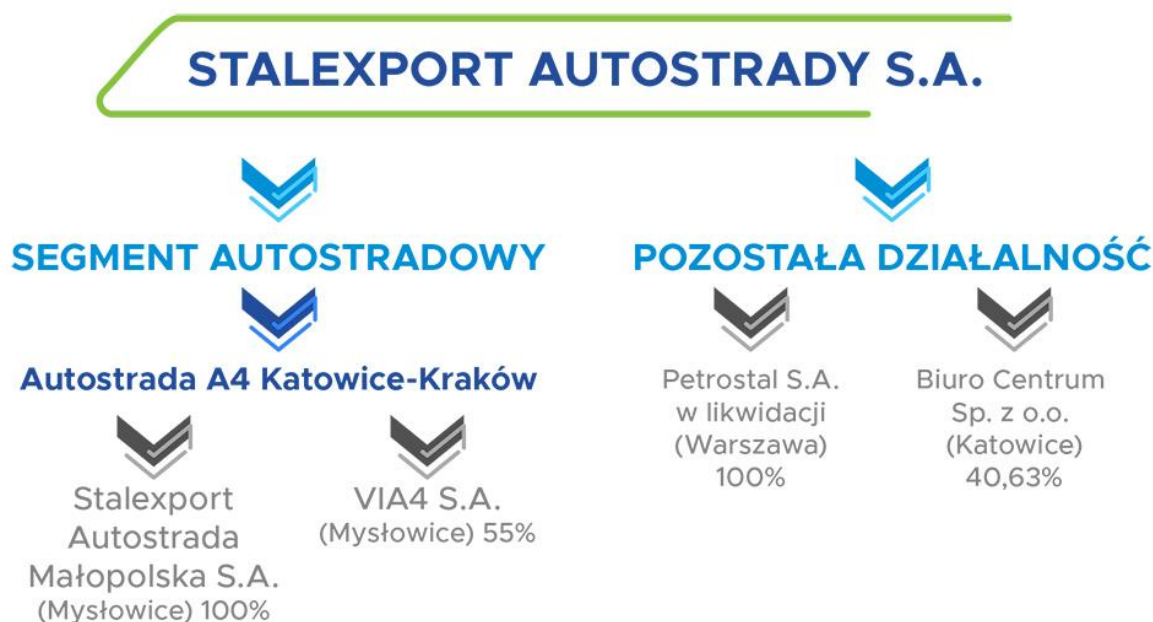 STALEXPORT AUTOSTRADY S.A.
SEGMENT AUTOSTRADOWY
Autostrada A4 Katowice-Kraków
Stalexport
Autostrada
Małopolska S.A.
(Mysłowice) 100%
VIA4 S.A.
(Mysłowice) 55%
POZOSTAŁA DZIAŁALNOŚĆ
Petrostal S.A.
w likwidacji
(Warszawa)
100%
Biuro Centrum
Sp. z o.o.
(Katowice)
40,63%